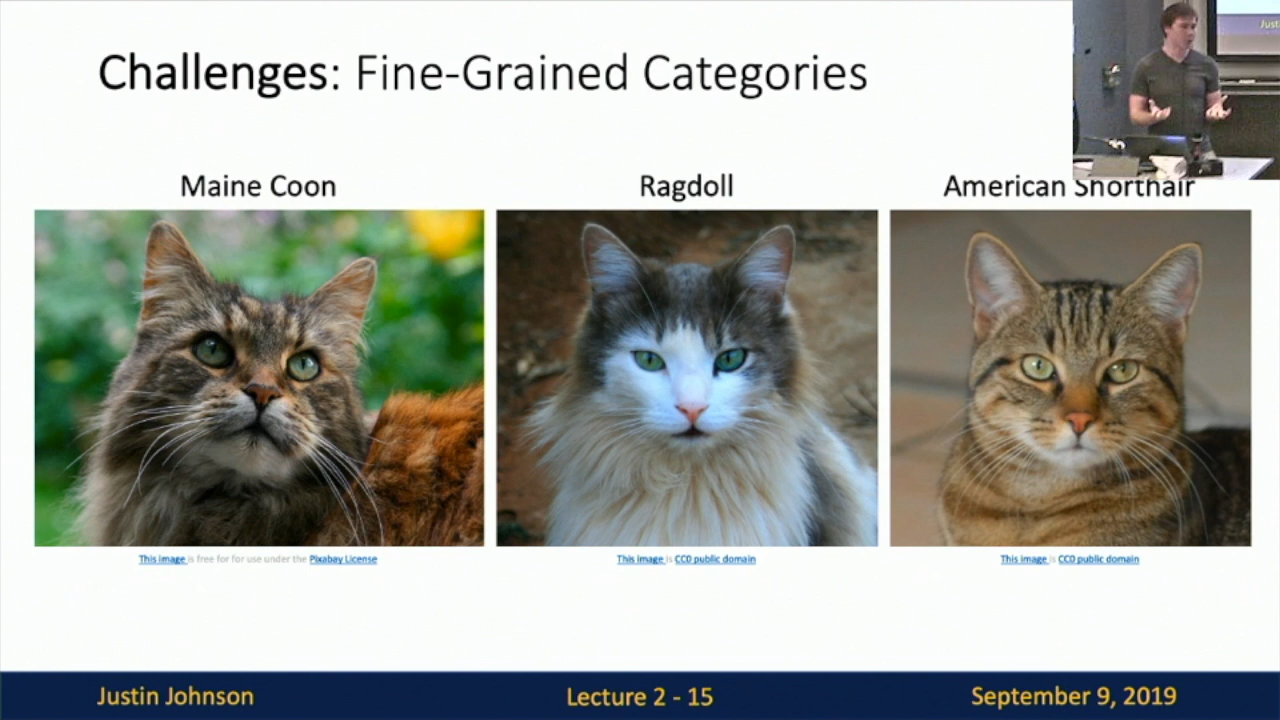 Challenges: Fine-Grained Categories
Maine Coon
Ragdoll
American Shorthair
This image is free for for use under the Pixabay License
This image is CC0 public domain
This image is CC0 public domain
Justin Johnson
Lecture 2 - 15
September 9, 2019